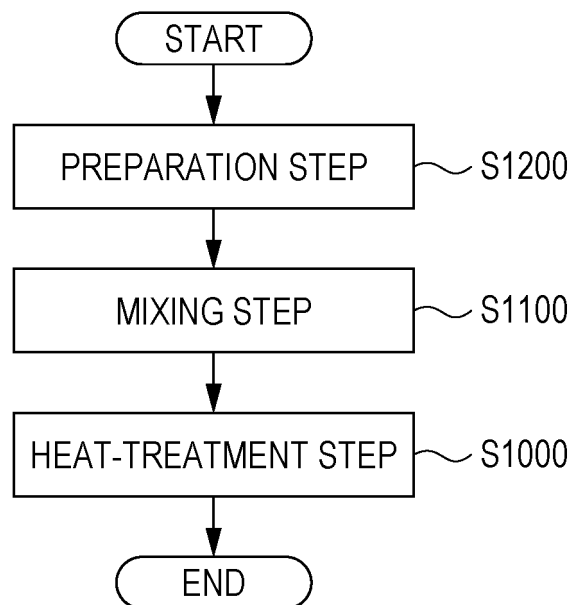 START
PREPARATION STEP
S1200
MIXING STEP
S1100
HEAT-TREATMENT STEP
S1000
END